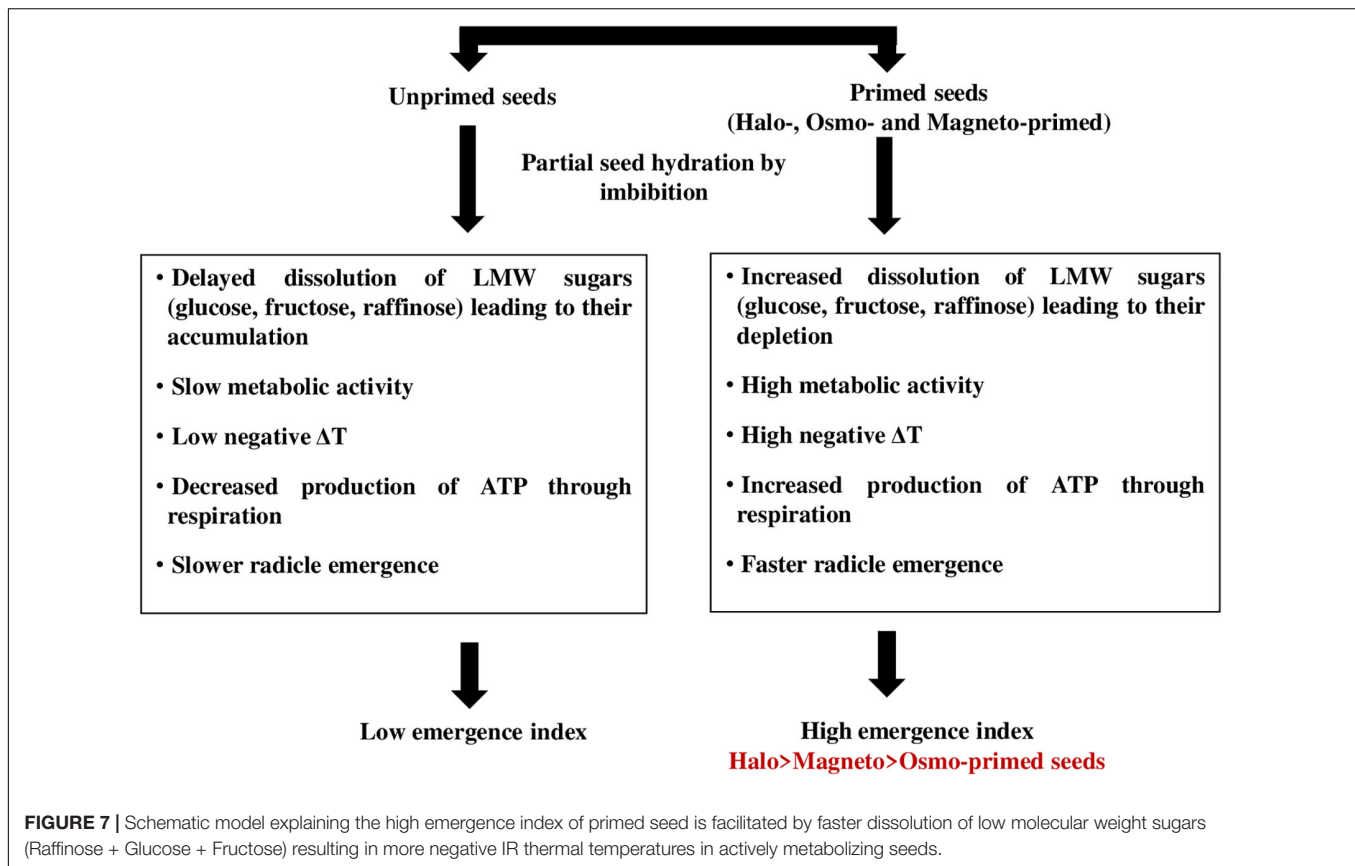 Unprimed seeds
Primed seeds
(Halo-, Osmo- and Magneto-primed)
Partial seed hydration by
imbibition
• Delayed dissolution of LMW sugars
(glucose, fructose, raffinose) leading to their
accumulation
• Slow metabolic activity
• Low negative ΔT
• Decreased production of ATP through
respiration
• Slower radicle emergence
• Increased dissolution of LMW sugars
(glucose, fructose, raffinose) leading to their
depletion
• High metabolic activity
• High negative ΔT
• Increased production of ATP through
respiration
• Faster radicle emergence
Low emergence index
High emergence index
Halo>Magneto>Osmo-primed seeds
FIGURE 7 | Schematic model explaining the high emergence index of primed seed is facilitated by faster dissolution of low molecular weight sugars
(Raffinose + Glucose + Fructose) resulting in more negative IR thermal temperatures in actively metabolizing seeds.